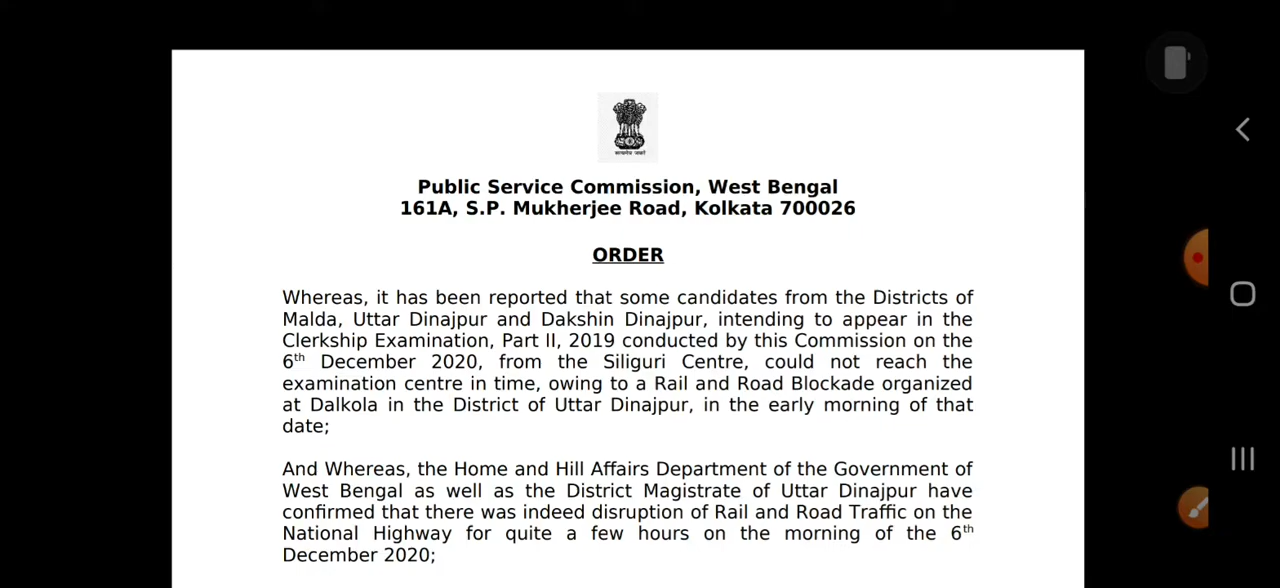 सत्यमेव जयते
Public Service Commission, West Bengal
161A, S.P. Mukherjee Road, Kolkata 700026
ORDER
Whereas, it has been reported that some candidates from the Districts of
Malda, Uttar Dinajpur and Dakshin Dinajpur, intending to appear in the
Clerkship Examination, Part II, 2019 conducted by this Commission on the
6th December 2020, from the Siliguri Centre, could not reach the
examination centre in time, owing to a Rail and Road Blockade organized
at Dalkola in the District of Uttar Dinajpur, in the early morning of that
date;
And Whereas, the Home and Hill Affairs Department of the Government of
West Bengal as well as the District Magistrate of Uttar Dinajpur have
confirmed that there was indeed disruption of Rail and Road Traffic on the
National Highway for quite a few hours on the morning of the 6th
December 2020;